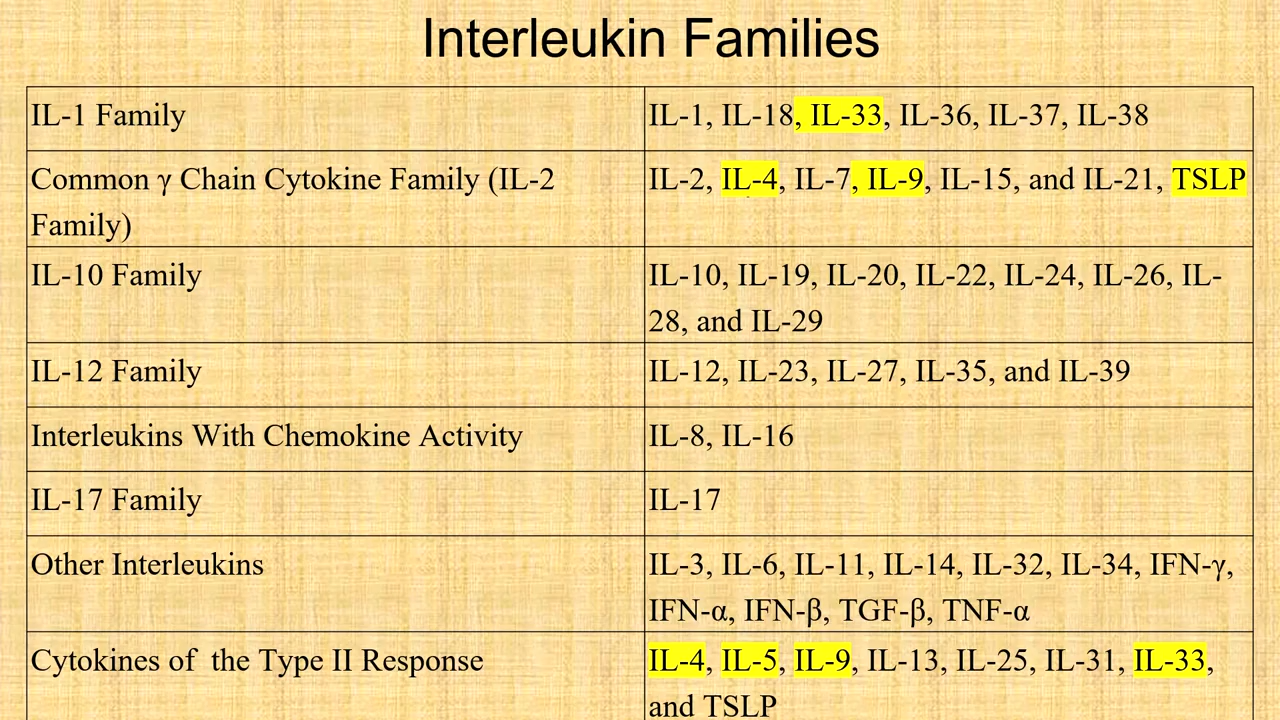 Interleukin Families
IL-1 Family
IL-1, IL-18, IL-33, IL-36, IL-37, IL-38
Common γ Chain Cytokine Family (IL-2
Family)
IL-2, IL-4, IL-7, IL-9, IL-15, and IL-21, TSLP
IL-10 Family
IL-10, IL-19, IL-20, IL-22, IL-24, IL-26, IL-
28, and IL-29
IL-12 Family
IL-12, IL-23, IL-27, IL-35, and IL-39
Interleukins With Chemokine Activity
IL-8, IL-16
IL-17 Family
IL-17
Other Interleukins
IL-3, IL-6, IL-11, IL-14, IL-32, IL-34, IFN-γ,
IFN-α, IFN-β, TGF-β, TNF-α
Cytokines of  the Type II Response
IL-4, IL-5, IL-9, IL-13, IL-25, IL-31, IL-33,
and TSLP